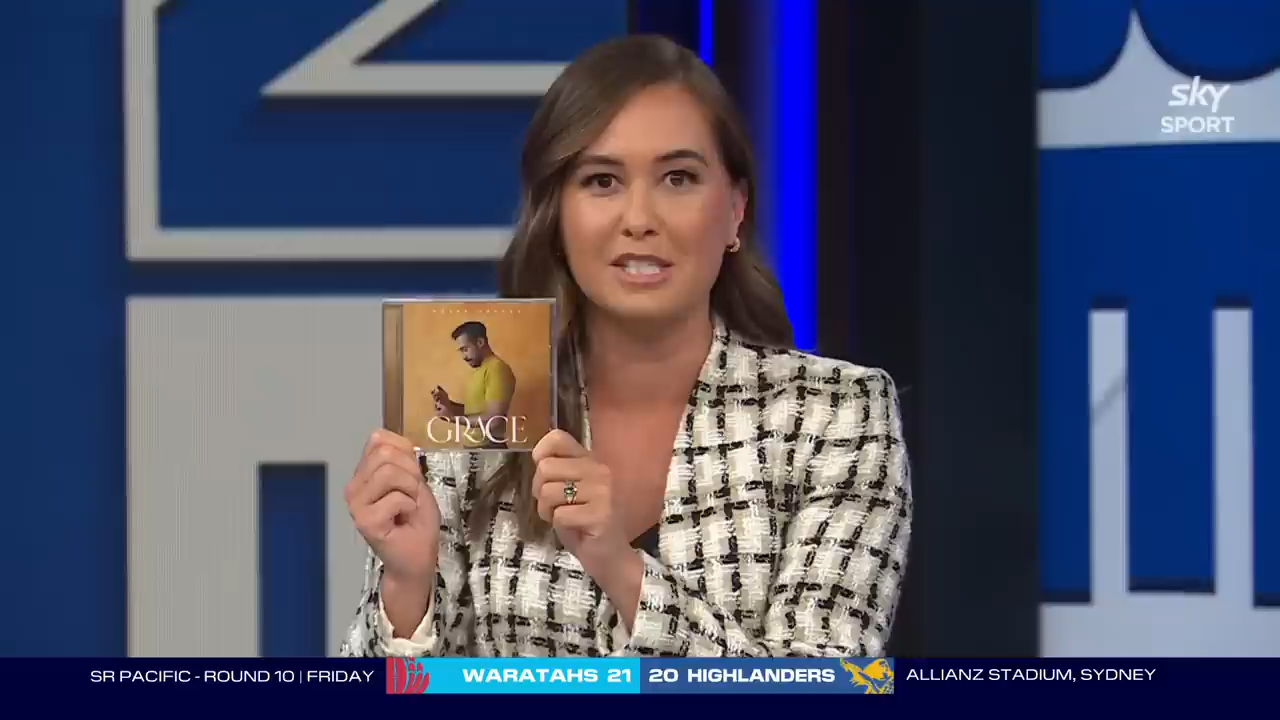 sky
SPORT
GRACE
SR PACIFIC - ROUND 10 | FRIDAY
WARATAHS 21
20 HIGHLANDERS
ALLIANZ STADIUM, SYDNEY